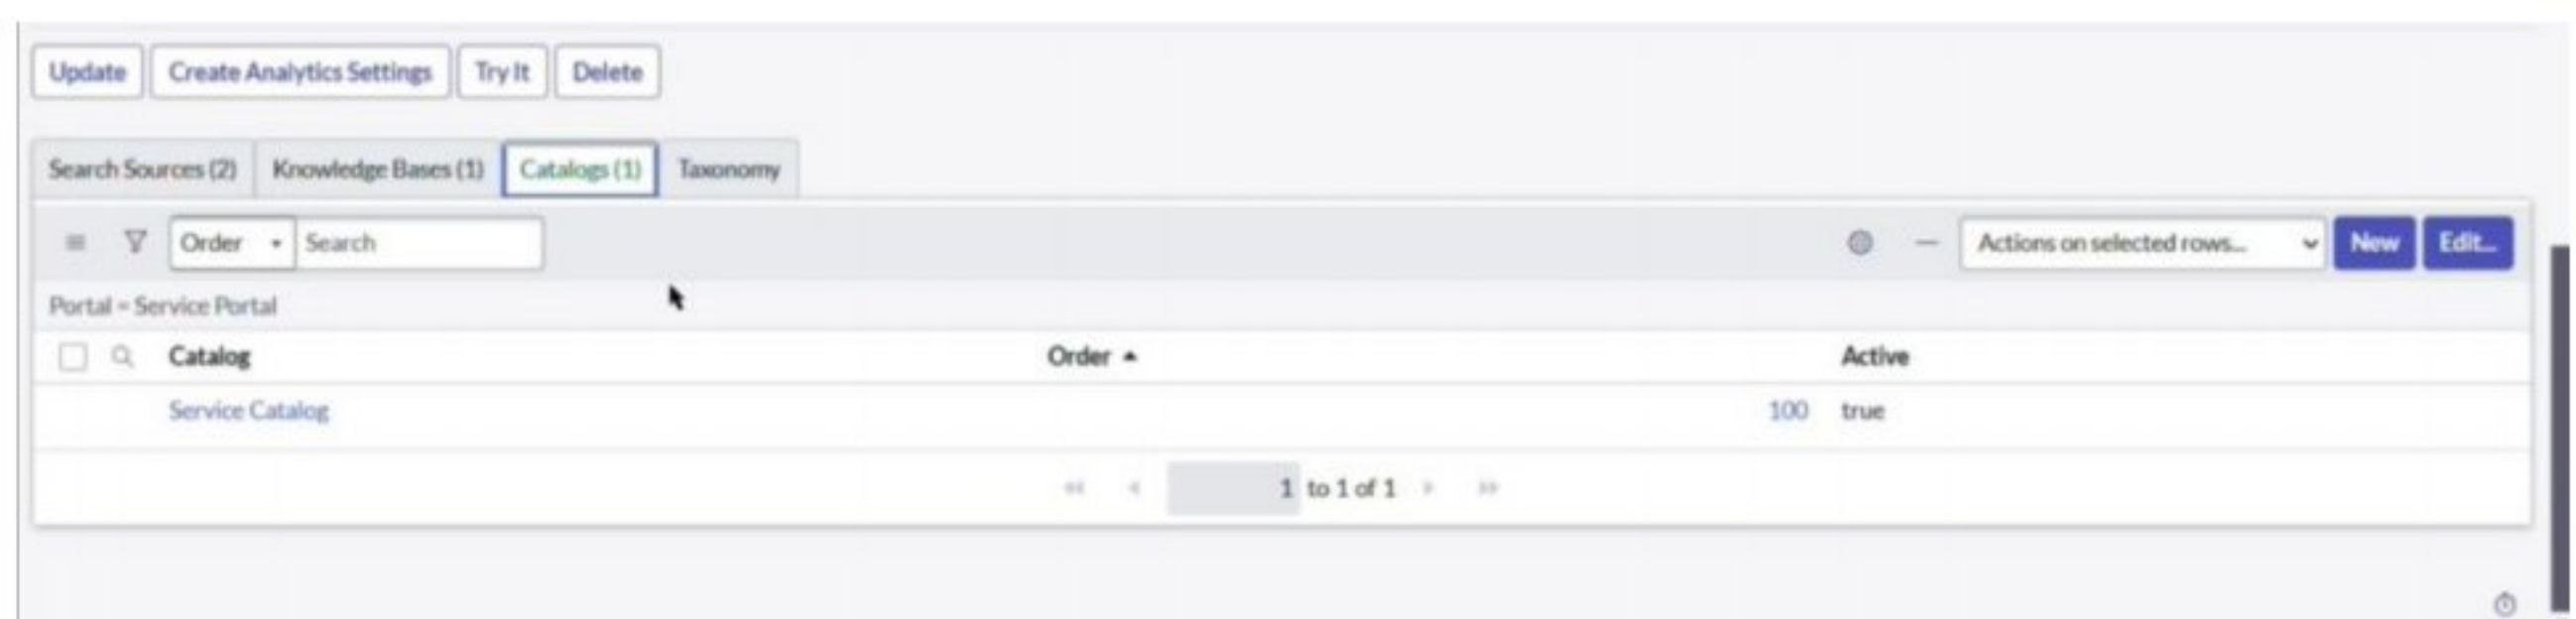 Update Create Analytics Settings Try It Delete
Search Sources (2) Knowledge Bases (1) Catalogs (1) Taxonomy
Order Search Actions on selected rows... New Edit...
Portal = Service Portal
Catalog Order Active
Service Catalog 100 true
1 to 1 of 1